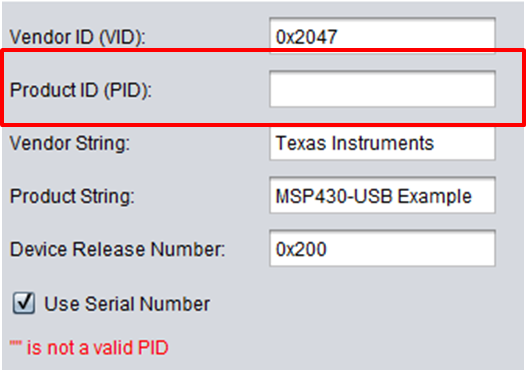 Vendor ID (VID): 0x2047
Product ID (PID):
Vendor String: Texas Instruments
Product String: MSP430-USB Example
Device Release Number: 0x200
Use Serial Number
"" is not a valid PID